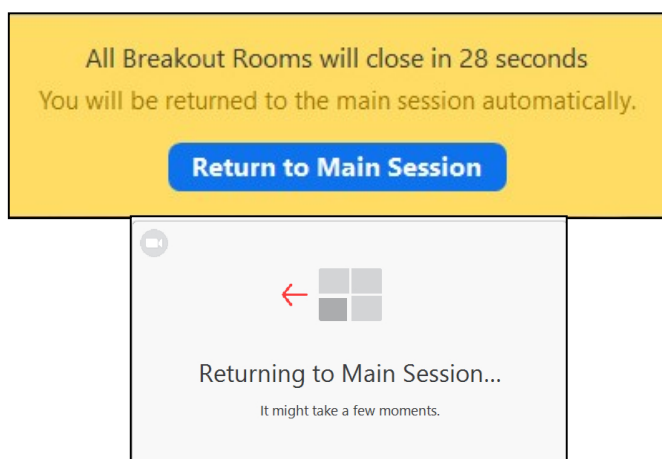 All Breakout Rooms will close in 28 seconds
You will be returned to the main session automatically.
Return to Main Session
Returning to Main Session...
It might take a few moments.